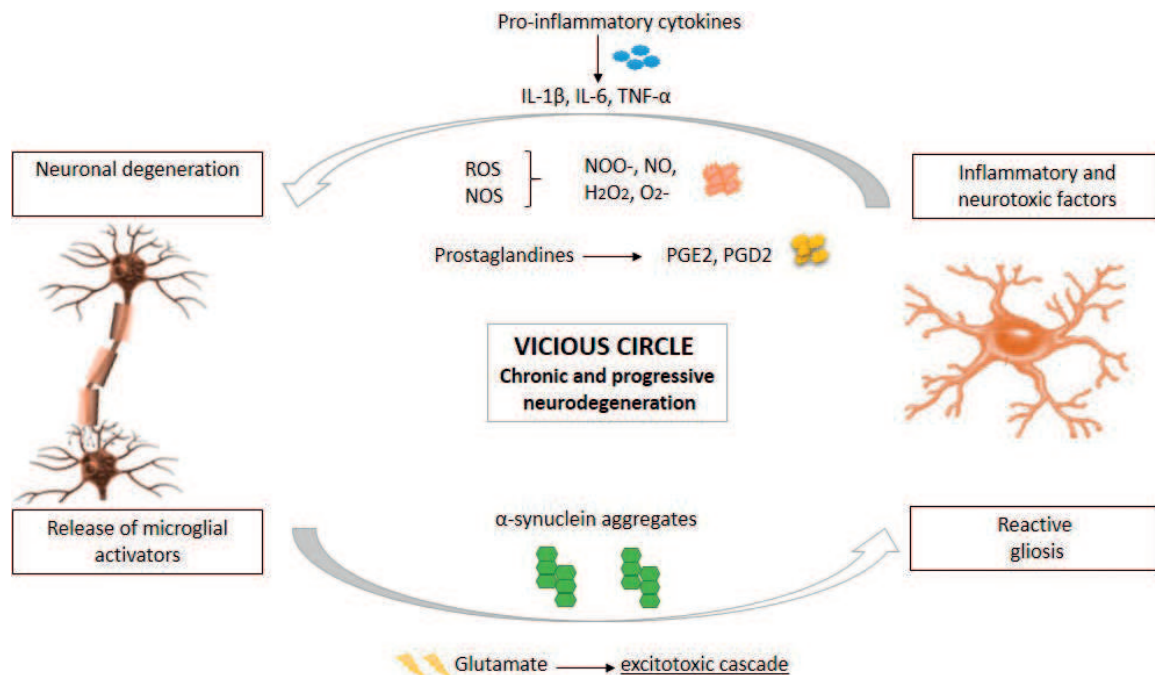 Pro-inflammatory cytokines
IL-1β, IL-6, TNF-α
Neuronal degeneration
ROS
NOS
NOO-, NO,
H2O2, O2-
Inflammatory and
neurotoxic factors
Prostaglandines
PGE2, PGD2
VICIOUS CIRCLE
Chronic and progressive
neurodegeneration
Release of microglial
activators
α-synuclein aggregates
Reactive
gliosis
Glutamate
excitotoxic cascade